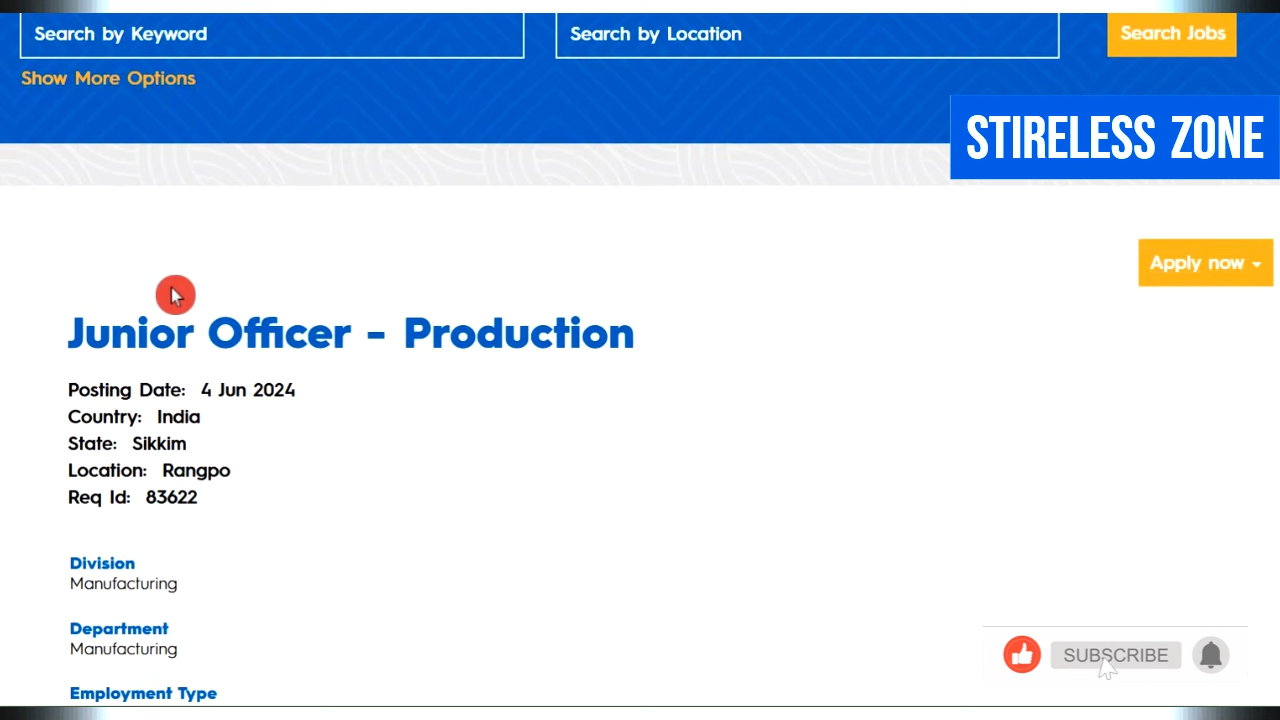 Search by Keyword
Search by Location
Search Jobs
Show More Options
STIRELESS ZONE
Apply now
Junior Officer - Production
Posting Date: 4 Jun 2024
Country: India
State: Sikkim
Location: Rangpo
Req Id: 83622
Division
Manufacturing
Department
Manufacturing
SUBSCRIBE
Employment Type